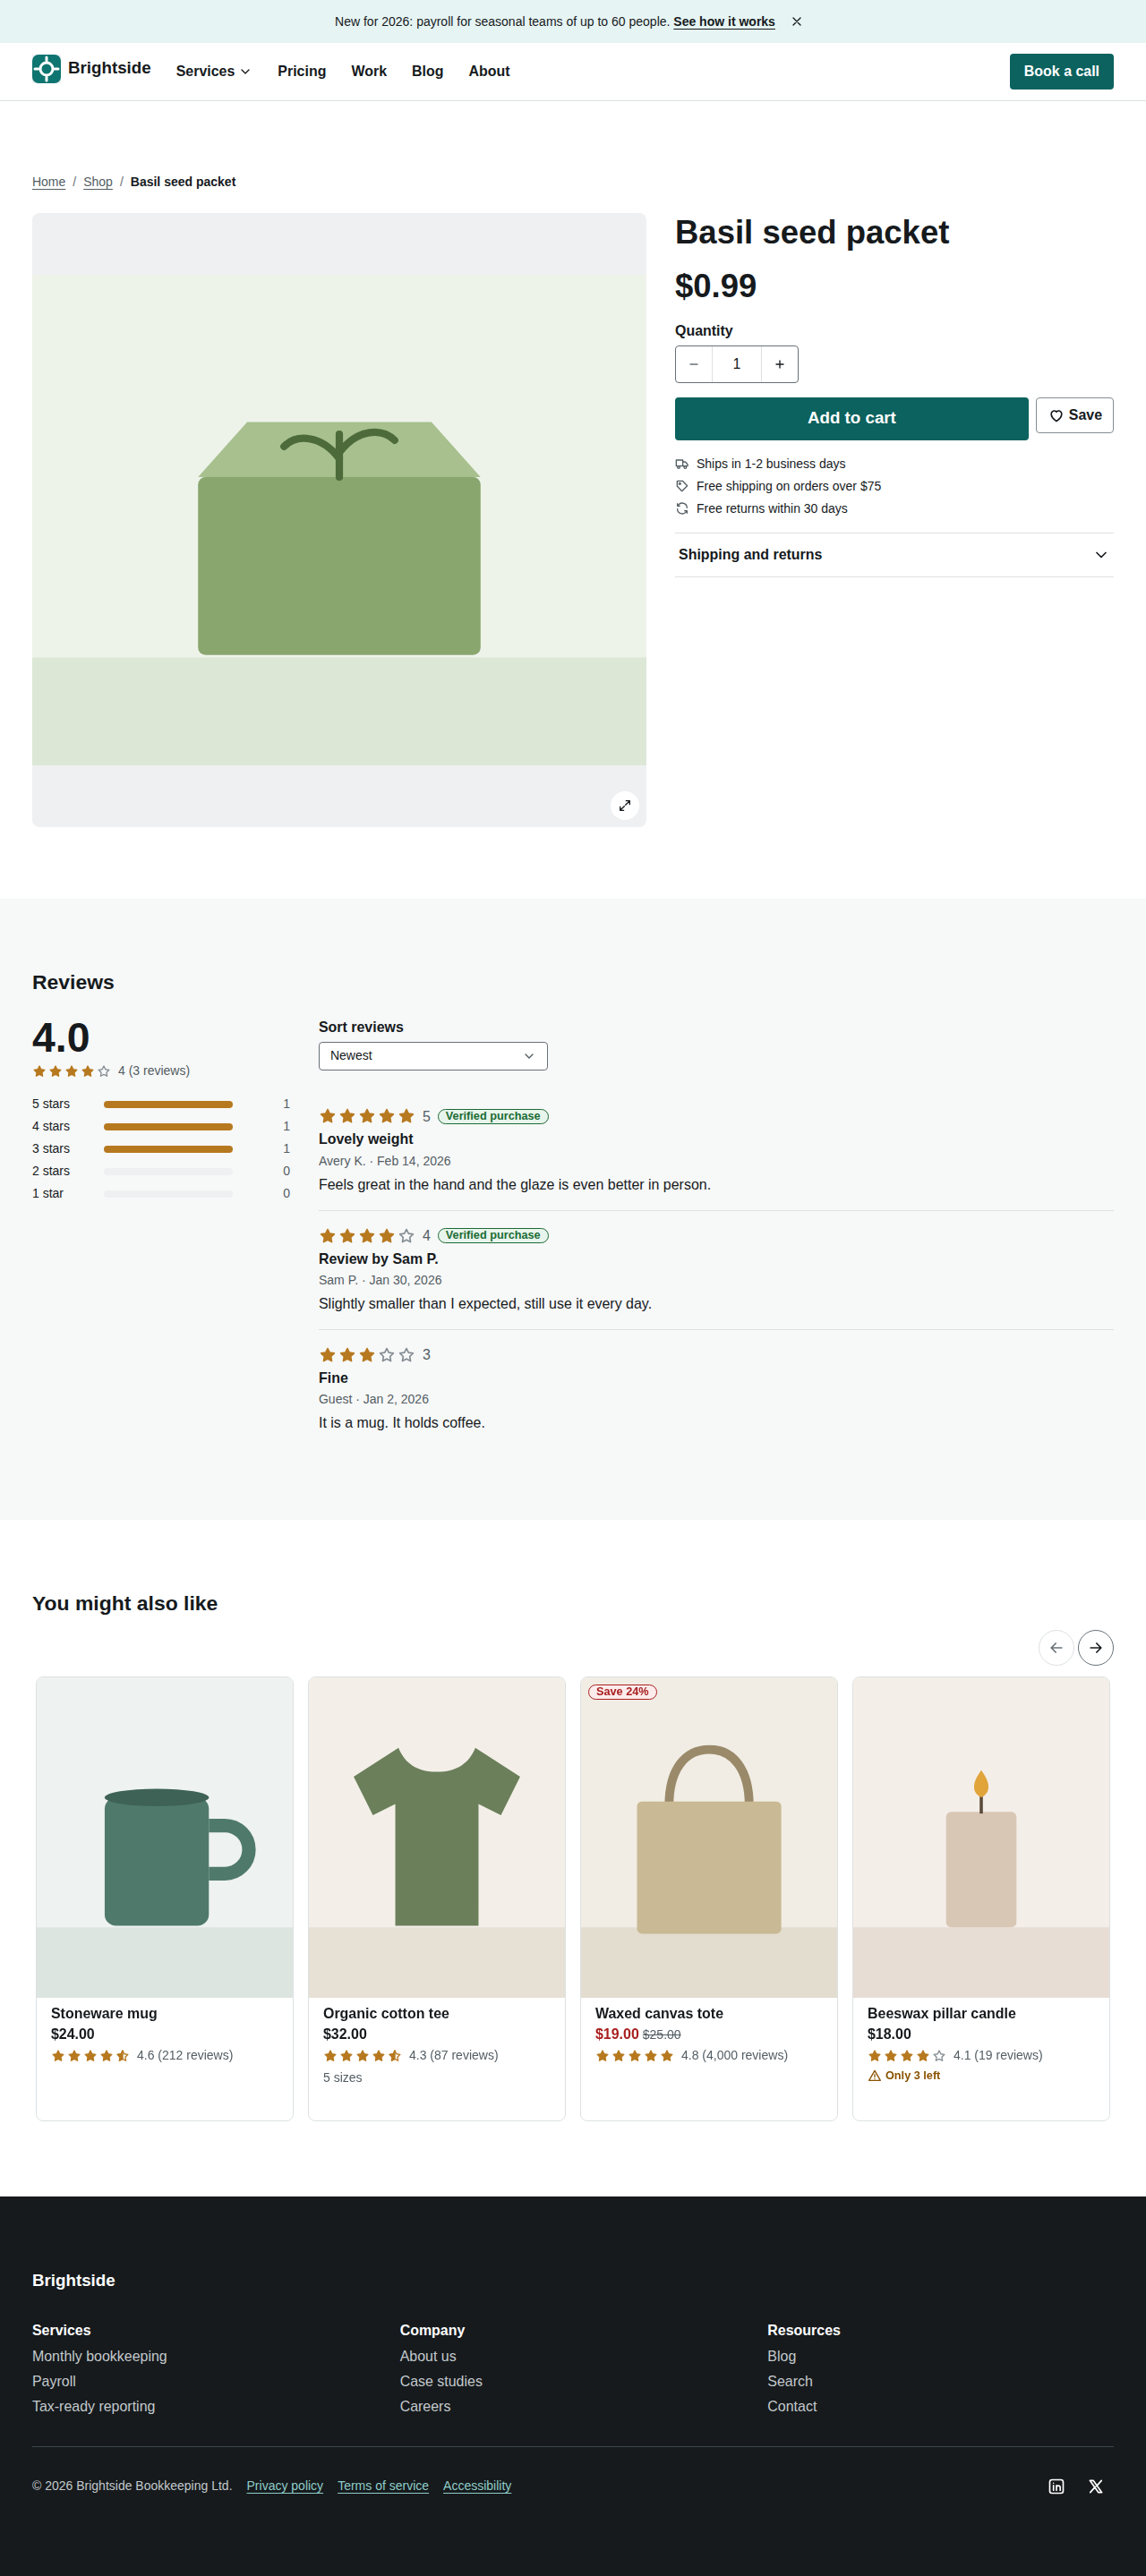 New for 2026: payroll for seasonal teams of up to 60 people. See how it works
Brightside
Services
Pricing
Work
Blog
About
Book a call
Home / Shop / Basil seed packet
Basil seed packet
$0.99
Quantity
− 1 +
Add to cart
Save
Ships in 1-2 business days
Free shipping on orders over $75
Free returns within 30 days
Shipping and returns
Reviews
4.0
4 (3 reviews)
5 stars 1
4 stars 1
3 stars 1
2 stars 0
1 star 0
Sort reviews
Newest
5 Verified purchase
Lovely weight
Avery K. · Feb 14, 2026
Feels great in the hand and the glaze is even better in person.
4 Verified purchase
Review by Sam P.
Sam P. · Jan 30, 2026
Slightly smaller than I expected, still use it every day.
3
Fine
Guest · Jan 2, 2026
It is a mug. It holds coffee.
You might also like
Stoneware mug
$24.00
4.6 (212 reviews)
Organic cotton tee
$32.00
4.3 (87 reviews)
5 sizes
Save 24%
Waxed canvas tote
$19.00 $25.00
4.8 (4,000 reviews)
Beeswax pillar candle
$18.00
4.1 (19 reviews)
Only 3 left
Brightside
Services
Monthly bookkeeping
Payroll
Tax-ready reporting
Company
About us
Case studies
Careers
Resources
Blog
Search
Contact
© 2026 Brightside Bookkeeping Ltd. Privacy policy Terms of service Accessibility